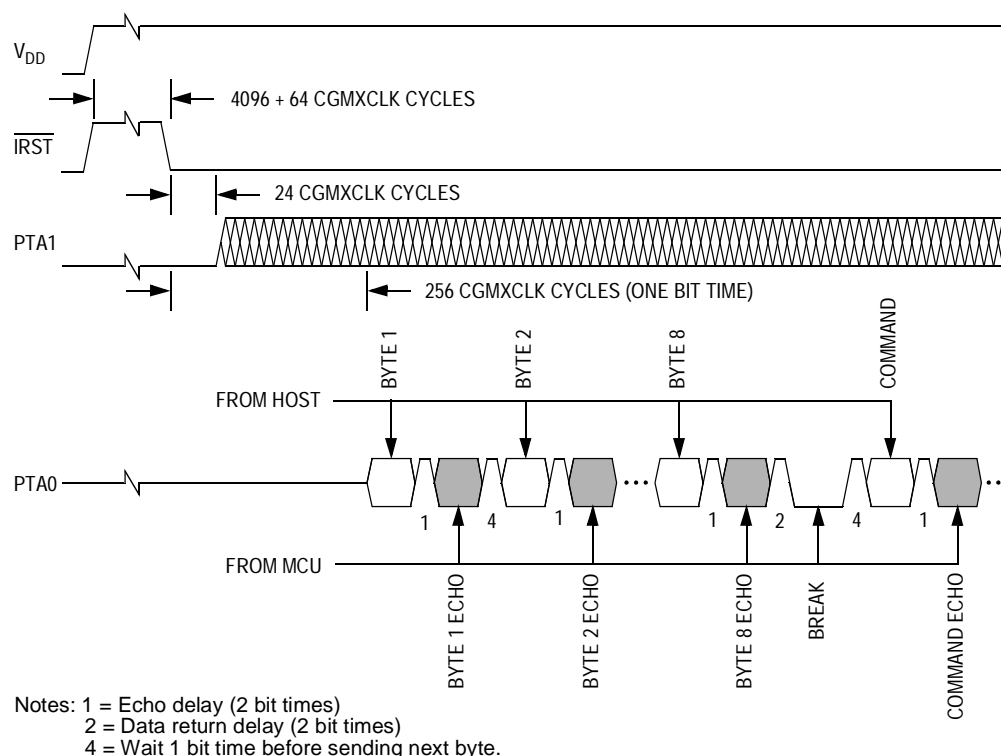 VDD
4096 + 64 CGMXCLK CYCLES
IRST
24 CGMXCLK CYCLES
PTA1
256 CGMXCLK CYCLES (ONE BIT TIME)
BYTE 1
BYTE 2
BYTE 8
COMMAND
FROM HOST
PTA0
1
4
1
1
2
4
1
FROM MCU
BYTE 1 ECHO
BYTE 2 ECHO
BYTE 8 ECHO
BREAK
COMMAND ECHO
Notes: 1 = Echo delay (2 bit times)
2 = Data return delay (2 bit times)
4 = Wait 1 bit time before sending next byte.